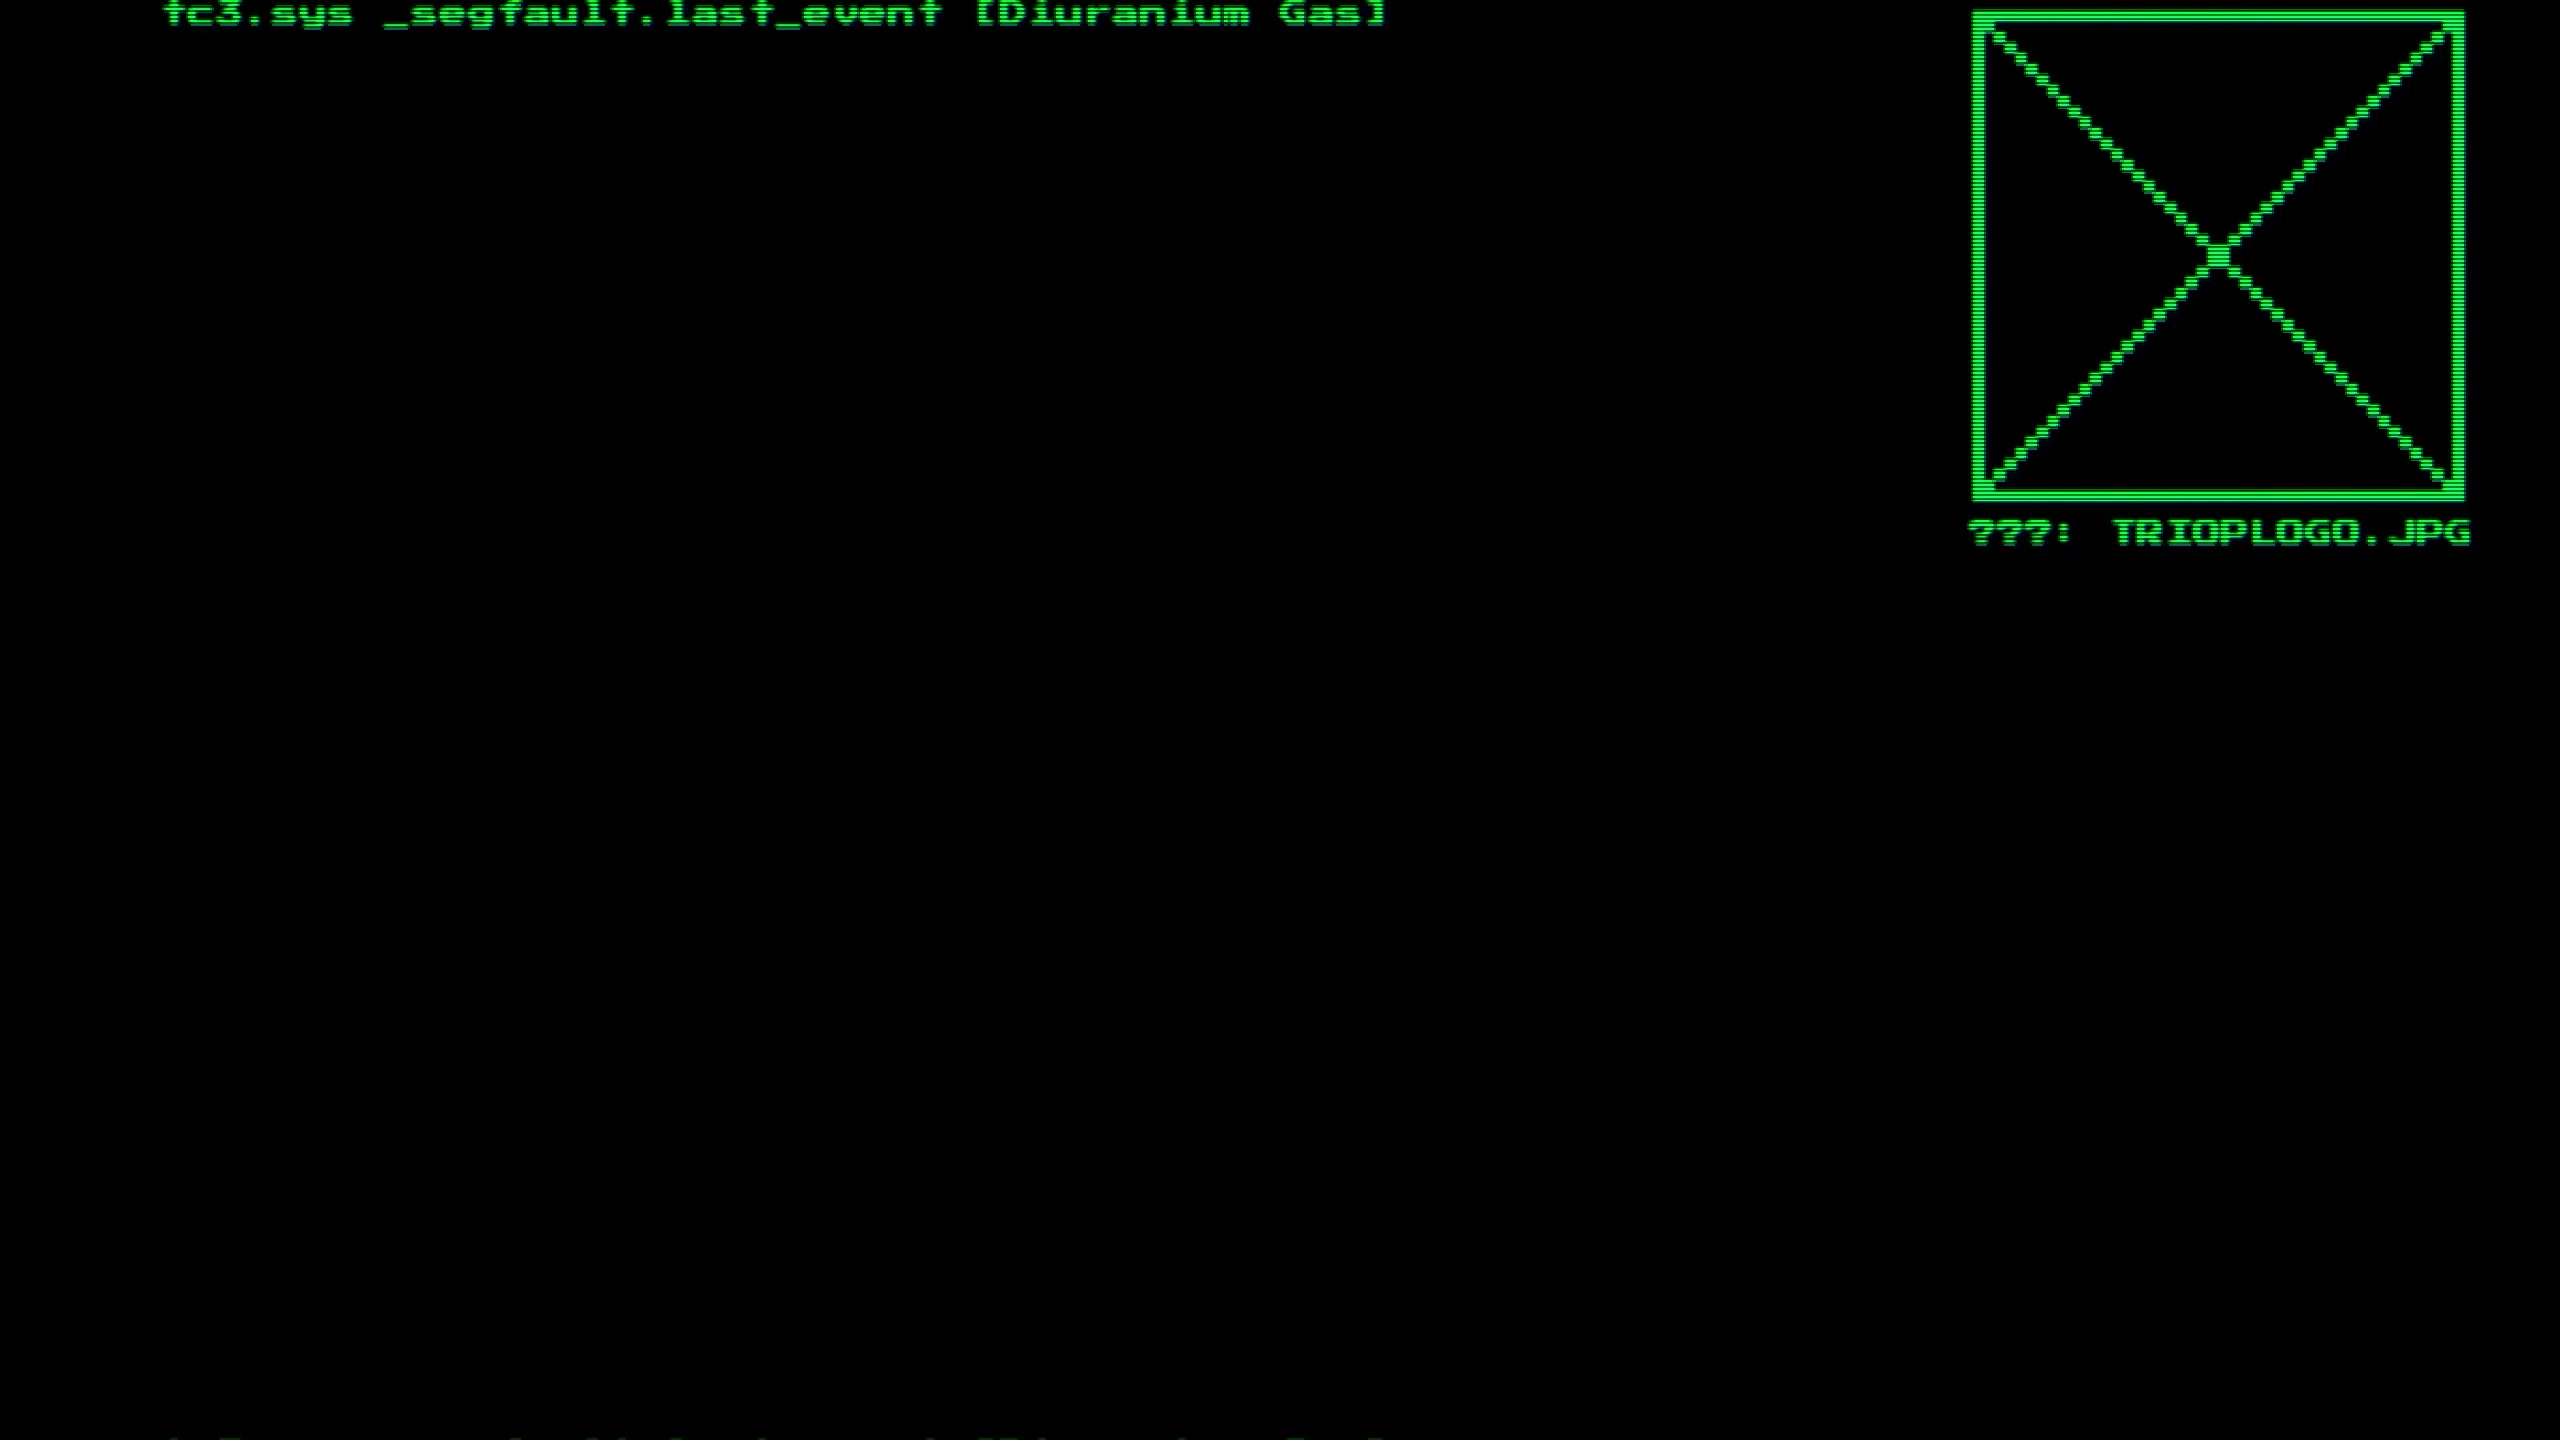 tc3.sys _segfault.last_event [Diuranium Gas]
???: TRIOPLOGO.JPG